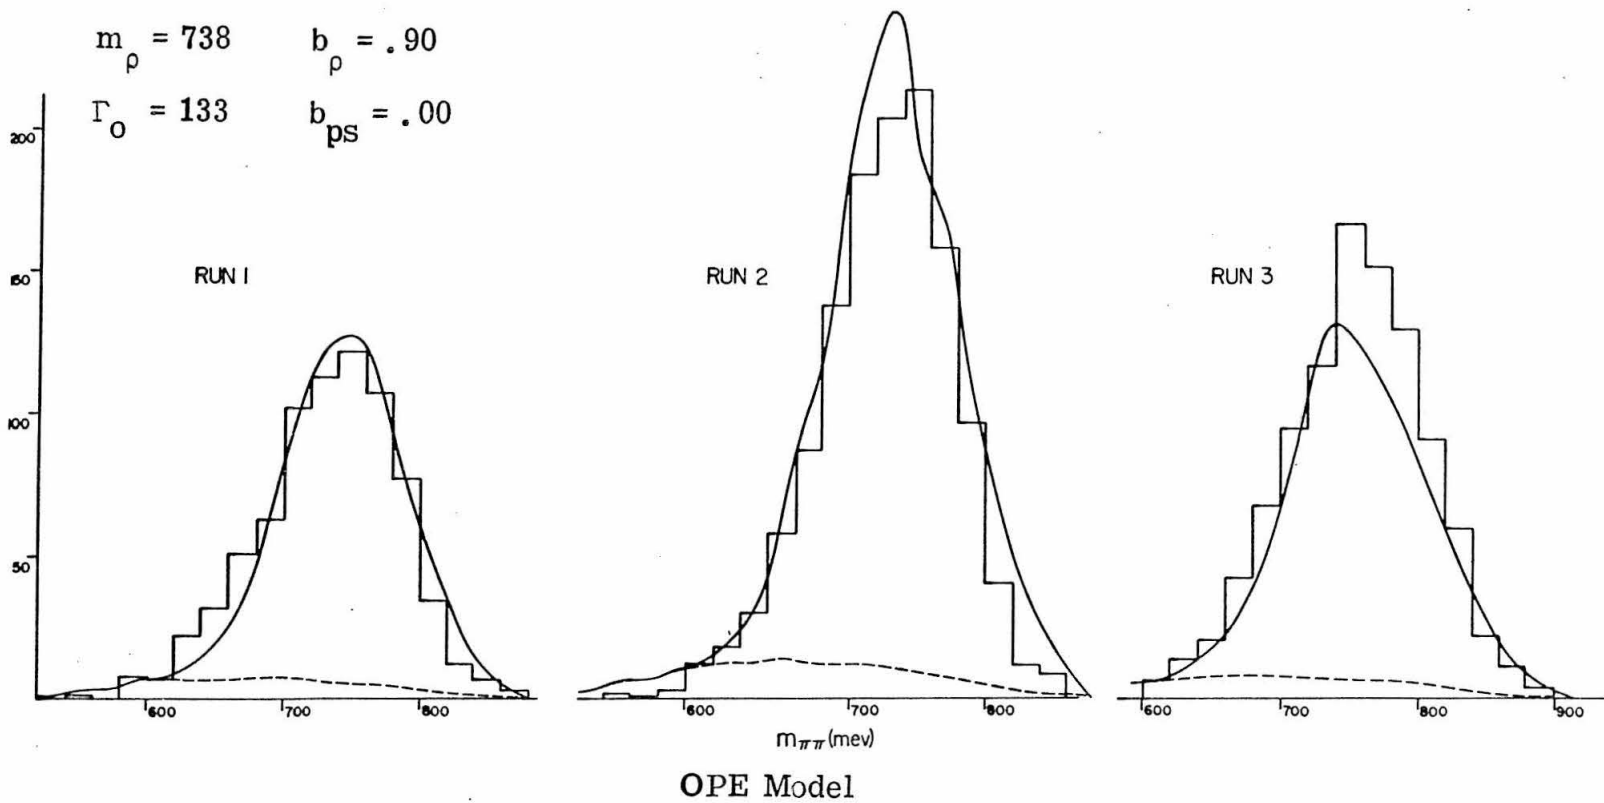 m_ρ = 738 b_ρ = .90
Γ_O = 133 b_ps = .00
200
150
100
50
RUN 1
RUN 2
RUN 3
600 700 800
600 700 800
600 700 800 900
m_ππ (mev)
OPE Model